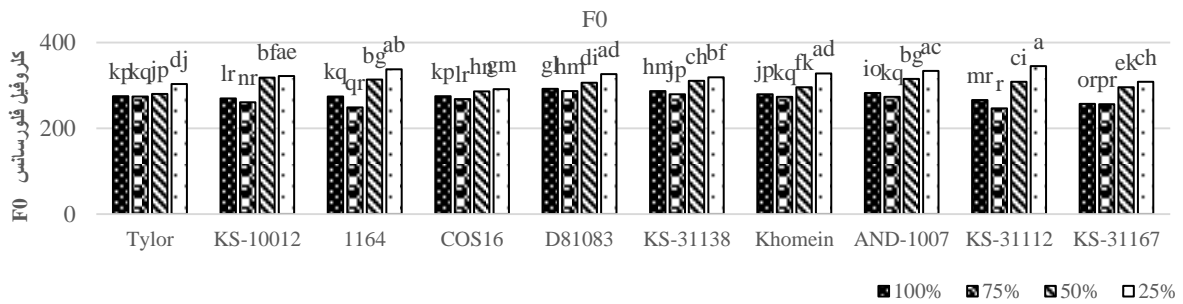 F0
400
200
0
کلروفیل فلورسانس F0
kp kq jp dj
lr nr bf ae
kq qr bg ab
kp lr hn gm
gl hm di ad
hm jp ch bf
jp kq fk ad
io kq bg ac
mr r ci a
or pr ek ch
Tylor KS-10012 1164 COS16 D81083 KS-31138 Khomein AND-1007 KS-31112 KS-31167
100% 75% 50% 25%